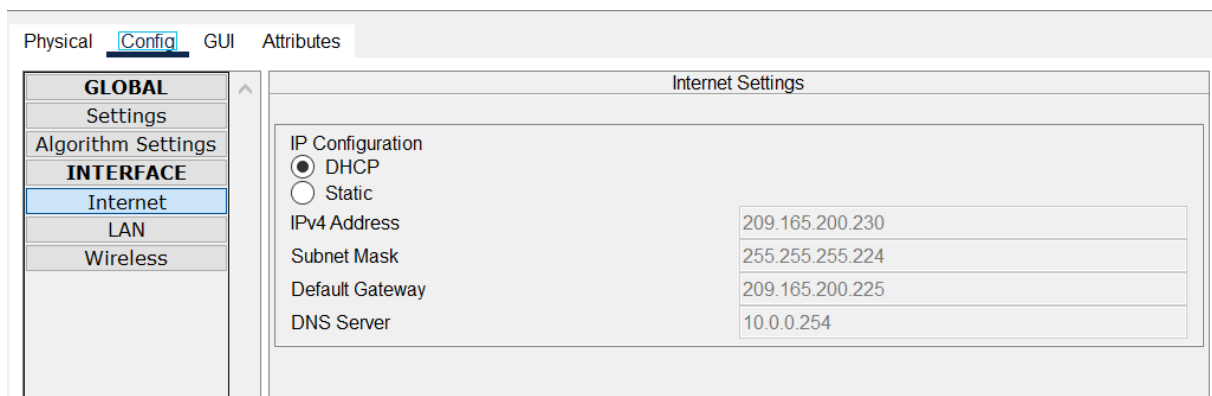 Physical Config GUI Attributes
GLOBAL
Settings
Algorithm Settings
INTERFACE
Internet
LAN
Wireless
Internet Settings
IP Configuration
DHCP
Static
IPv4 Address 209.165.200.230
Subnet Mask 255.255.255.224
Default Gateway 209.165.200.225
DNS Server 10.0.0.254